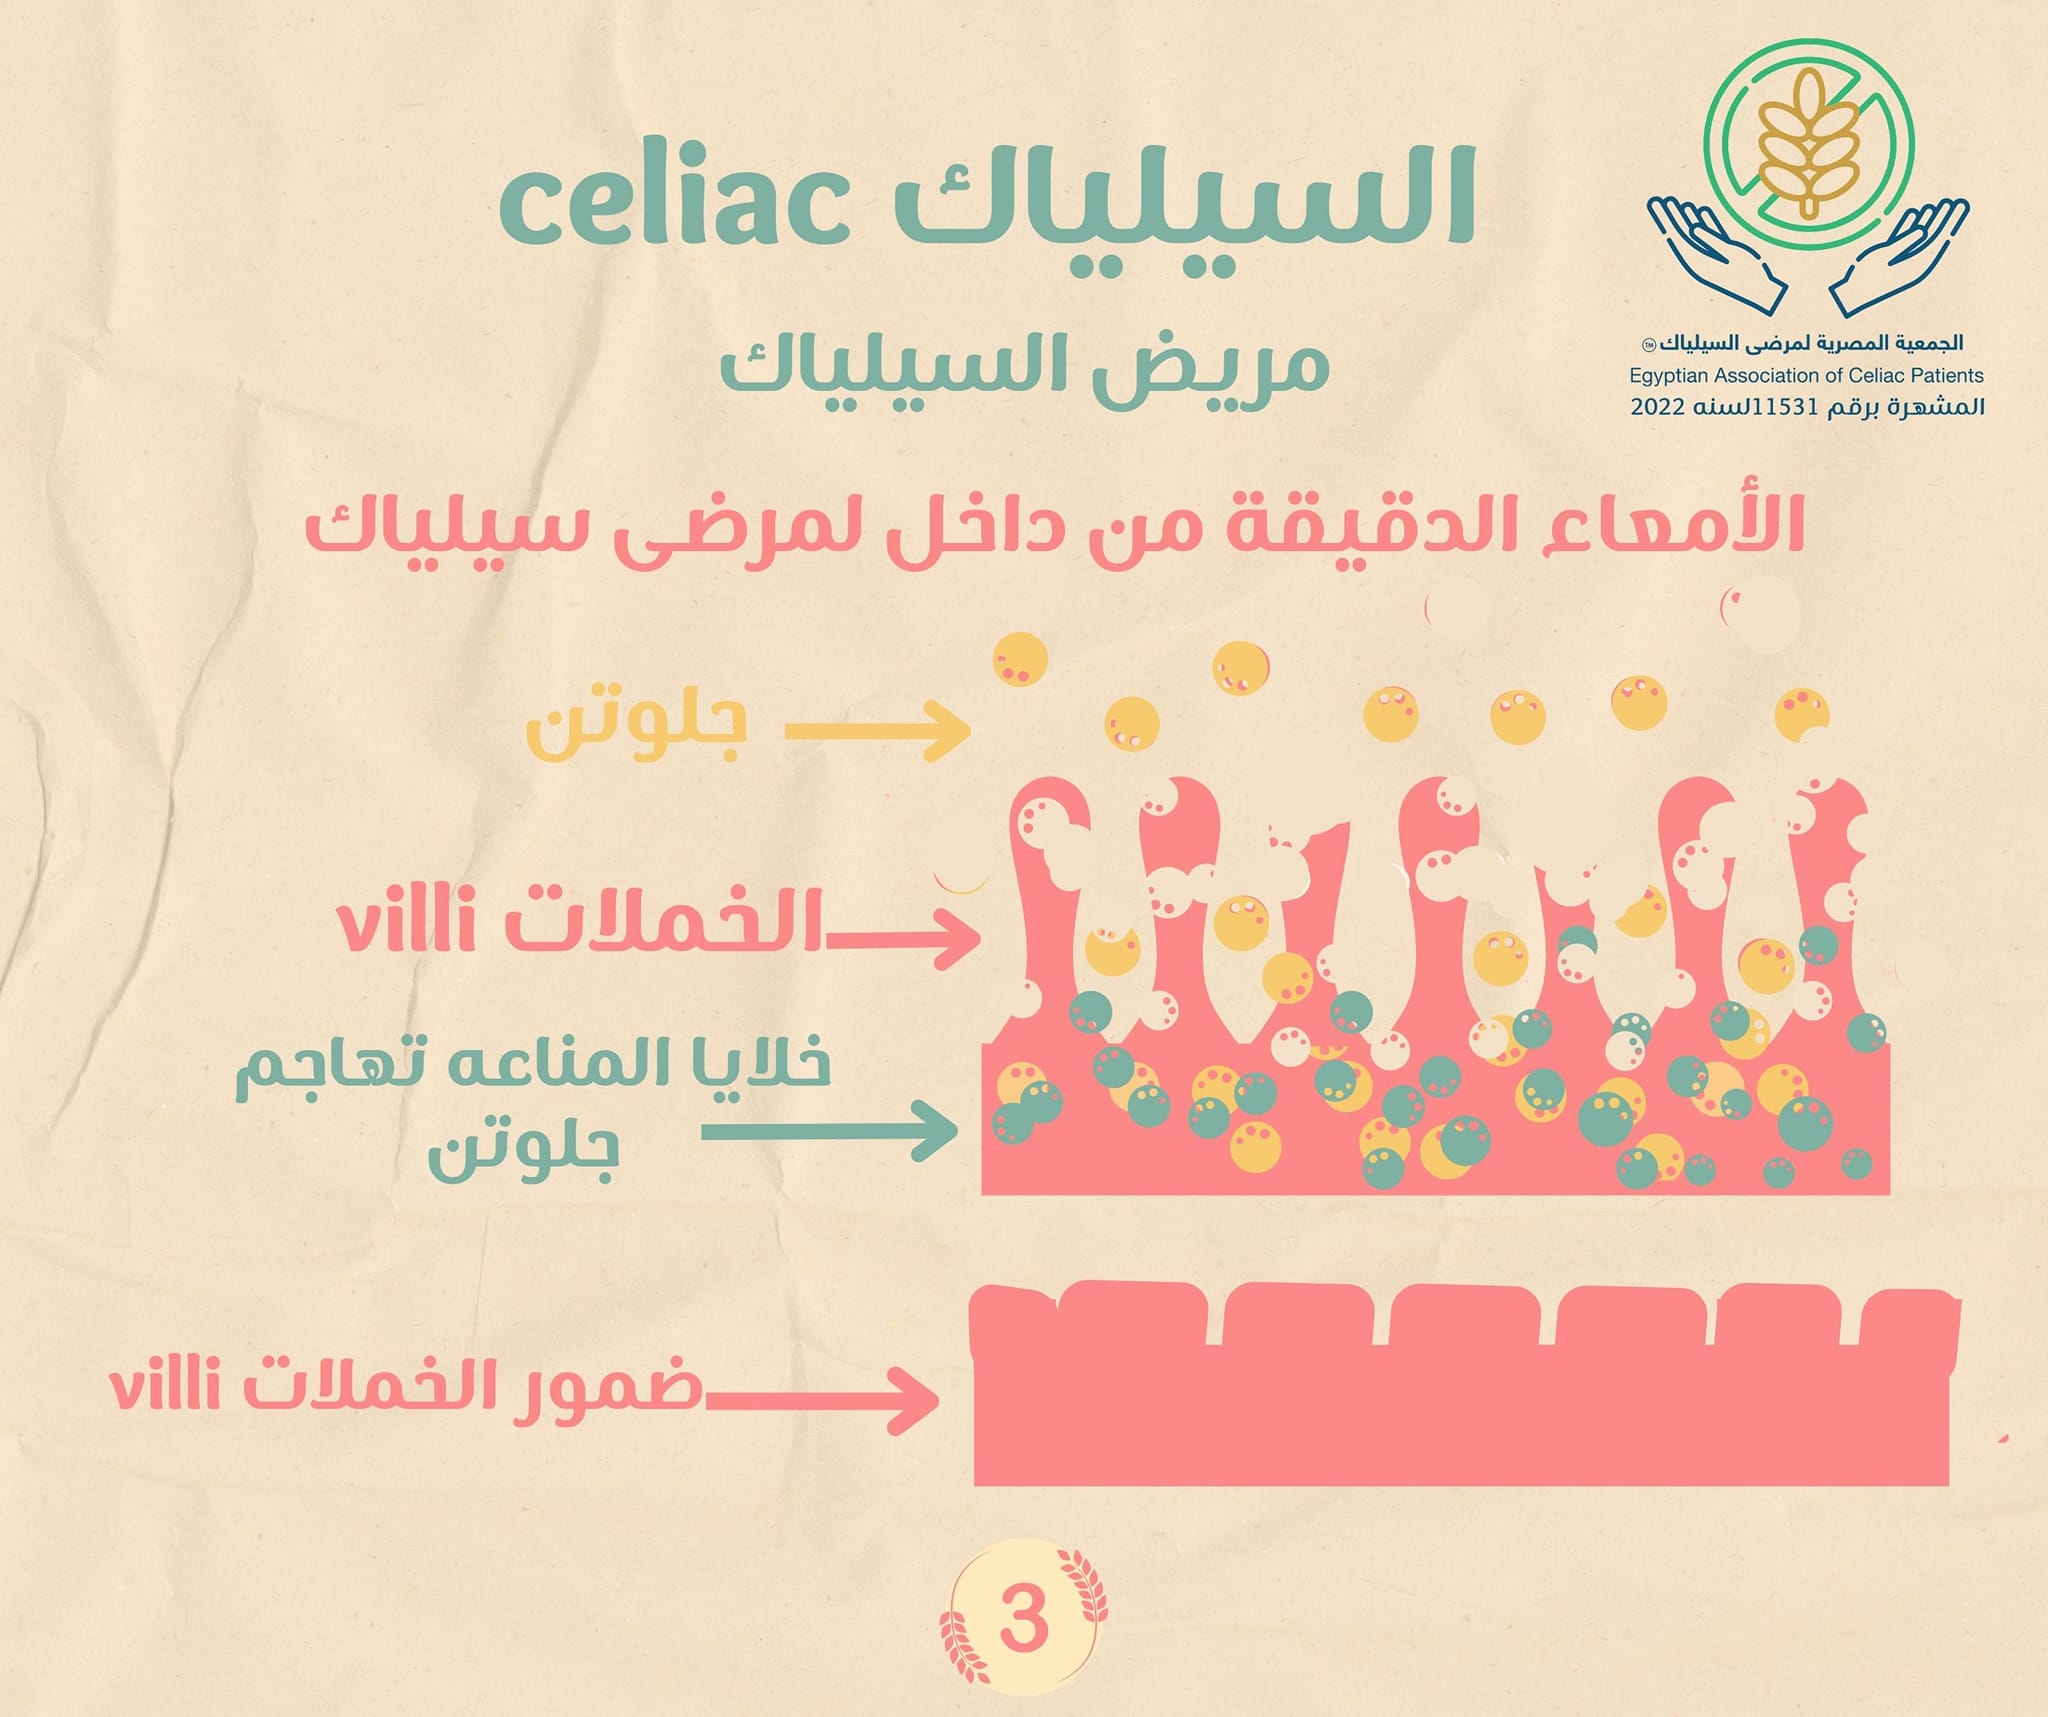 السيلياك celiac
الجمعية المصرية لمرضى السيلياك TM
Egyptian Association of Celiac Patients
المشهرة برقم 11531لسنه 2022
مريض السيلياك
الأمعاء الدقيقة من داخل لمرضى سيلياك
جلوتن
الخملات villi
خلايا المناعه تهاجم
جلوتن
ضمور الخملات villi
3